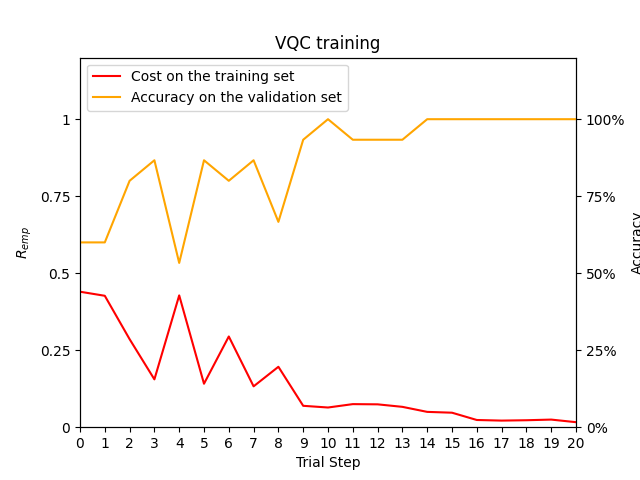 VQC training
Cost on the training set
Accuracy on the validation set
1
0.75
0.5
0.25
0
R_emp
100%
75%
50%
25%
0%
Accuracy
0 1 2 3 4 5 6 7 8 9 10 11 12 13 14 15 16 17 18 19 20
Trial Step